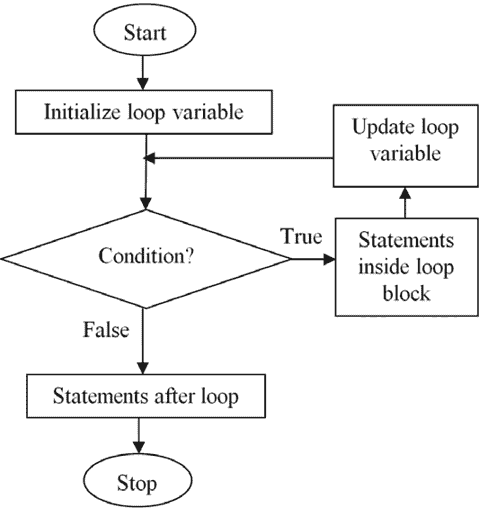 Start
Initialize loop variable
Update loop
variable
Condition?
True
Statements
inside loop
block
False
Statements after loop
Stop